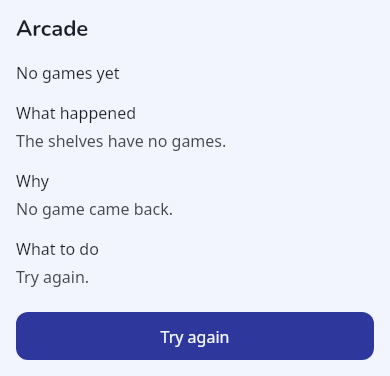 Arcade
No games yet
What happened
The shelves have no games.
Why
No game came back.
What to do
Try again.
Try again